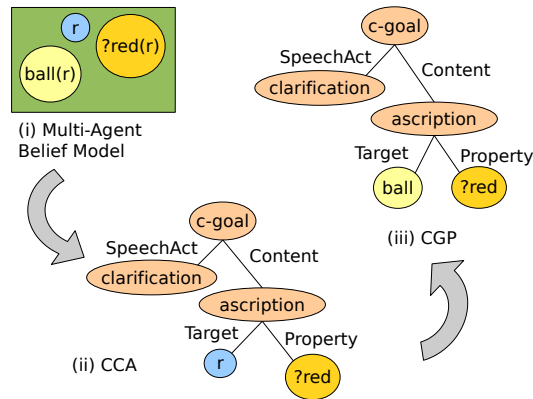 r
?red(r)
ball(r)
(i) Multi-Agent
Belief Model
c-goal
SpeechAct
Content
clarification
ascription
Target
Property
ball
?red
(iii) CGP
c-goal
SpeechAct
Content
clarification
ascription
Target
Property
r
?red
(ii) CCA